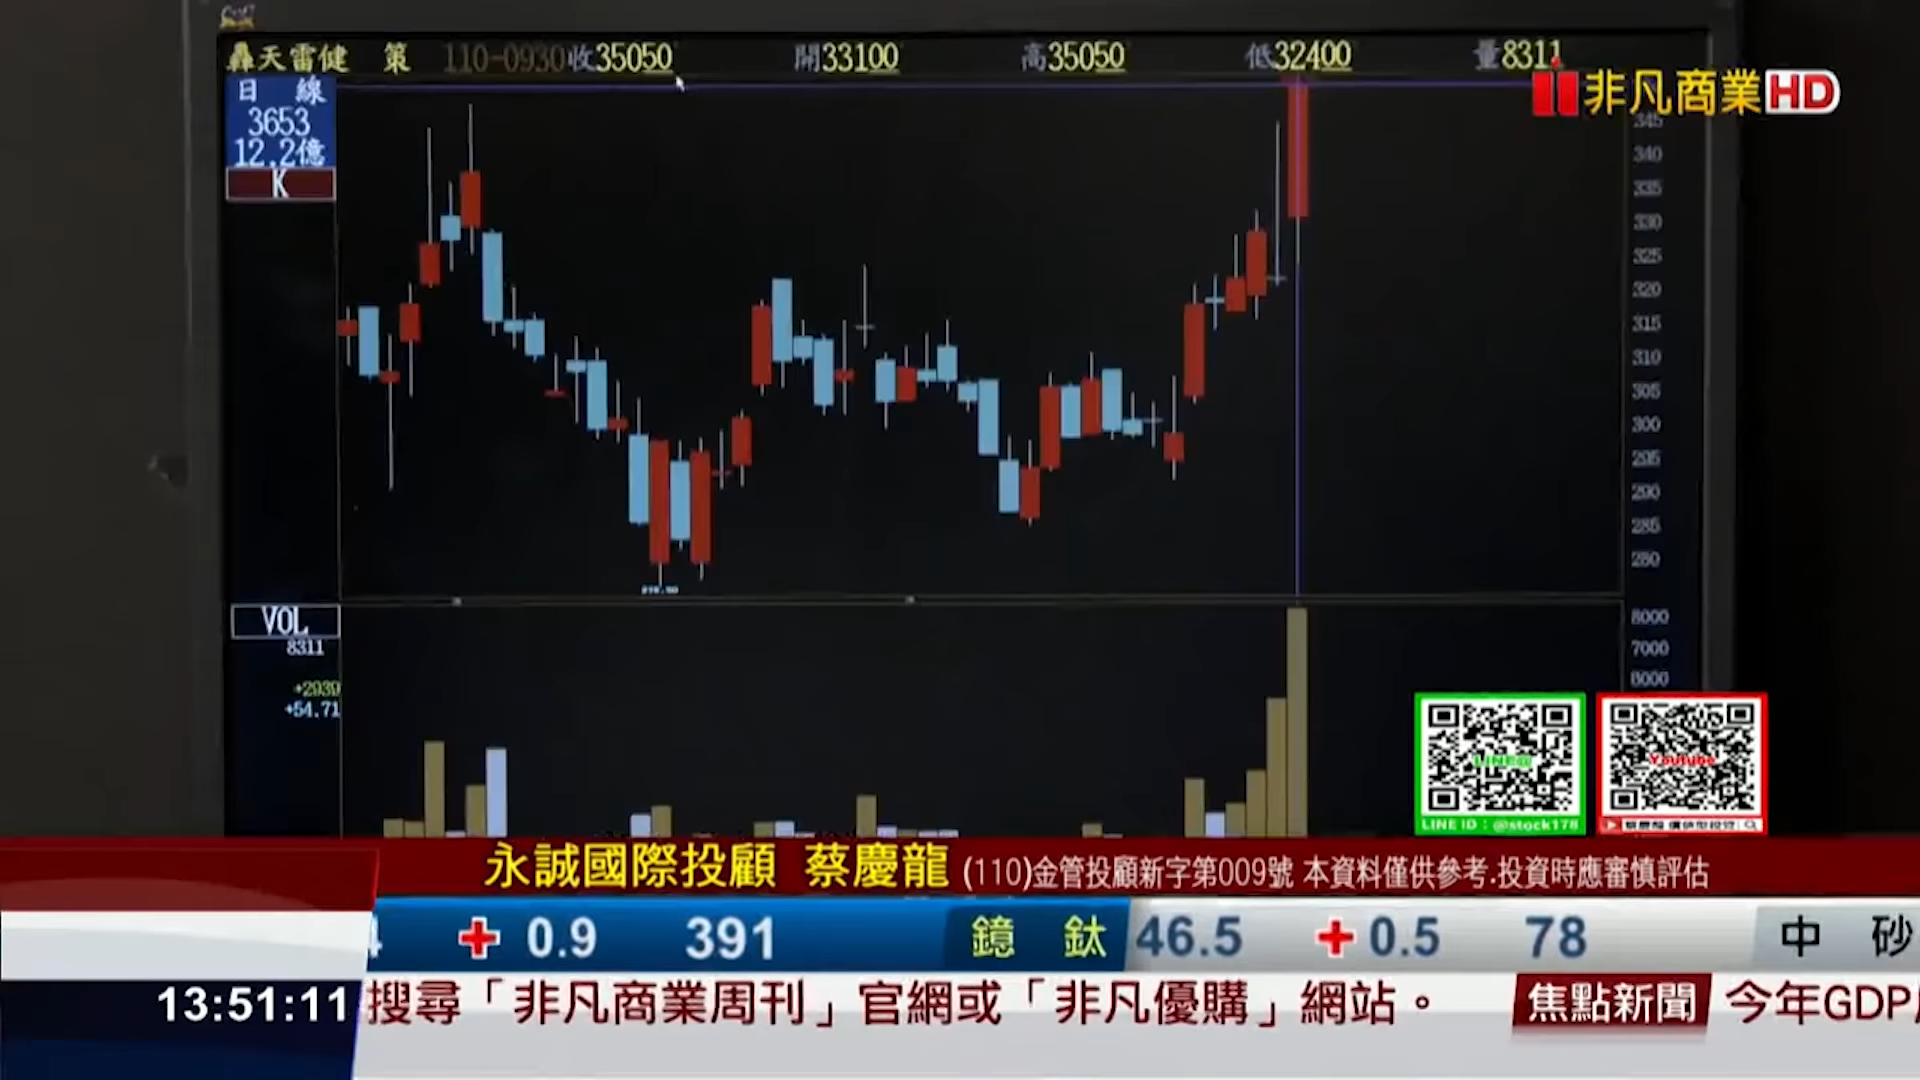 轟天雷健 策 110-0930收35050 開33100 高35050 低32400 量8311
日 線
3653
12.2億
K
非凡商業HD
345
340
335
330
325
320
315
310
305
300
295
290
285
280
VOL
8311
+2939
+54.71
8000
7000
6000
LINE@
LINE ID：@stock178
Youtube
永誠國際投顧 蔡慶龍 (110)金管投顧新字第009號 本資料僅供參考.投資時應審慎評估
4 + 0.9 391 鐿 鈦 46.5 + 0.5 78 中 砂
13:51:11 搜尋「非凡商業周刊」官網或「非凡優購」網站。 焦點新聞 今年GDP